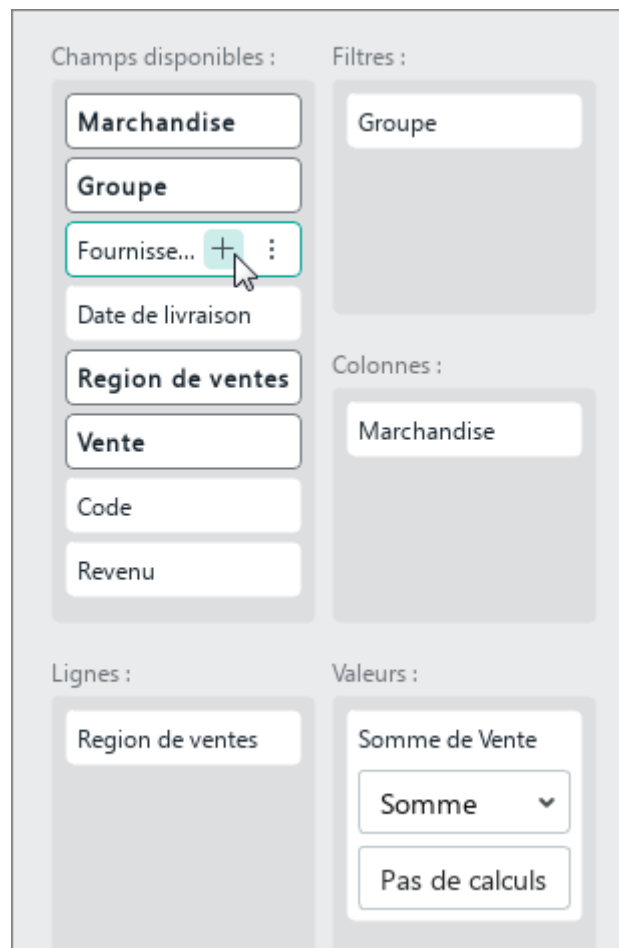 Champs disponibles :
Marchandise
Groupe
Fournisse...
Date de livraison
Region de ventes
Vente
Code
Revenu
Filtres :
Groupe
Colonnes :
Marchandise
Lignes :
Region de ventes
Valeurs :
Somme de Vente
Somme
Pas de calculs